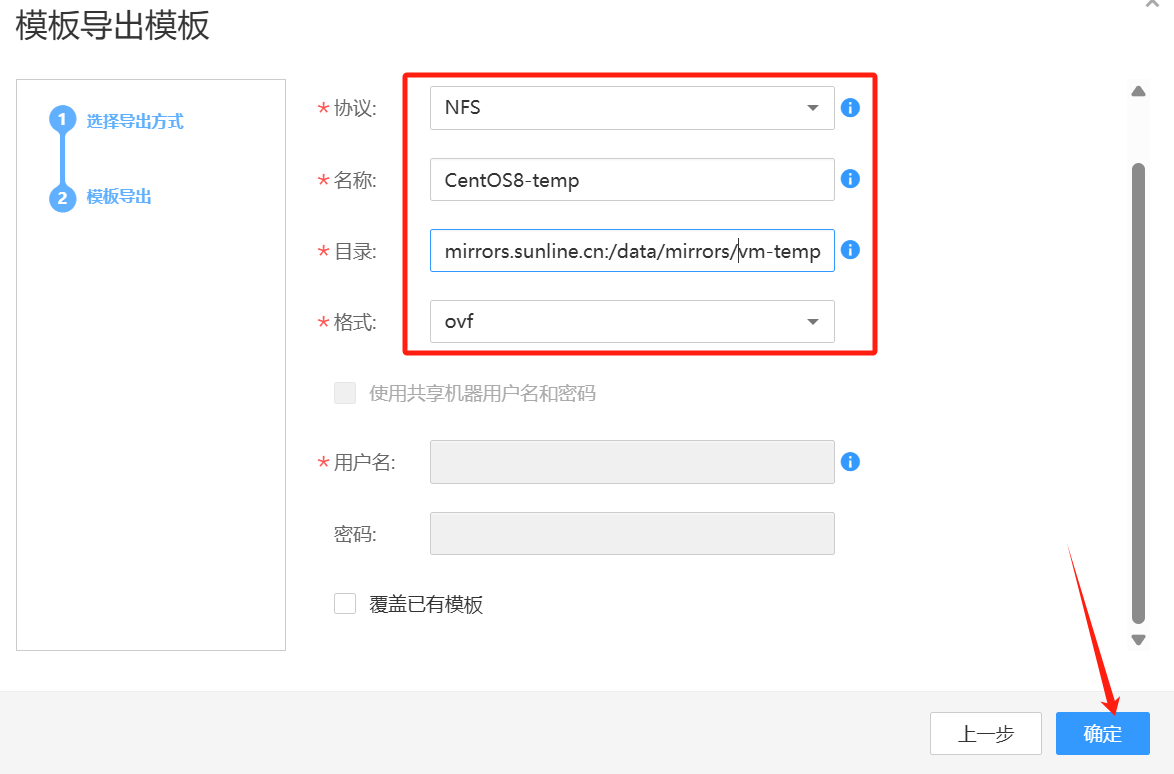 模板导出模板
1 选择导出方式
2 模板导出
*协议: NFS
*名称: CentOS8-temp
*目录: mirrors.sunline.cn:/data/mirrors/vm-temp
*格式: ovf
使用共享机器用户名和密码
*用户名:
密码:
覆盖已有模板
上一步 确定